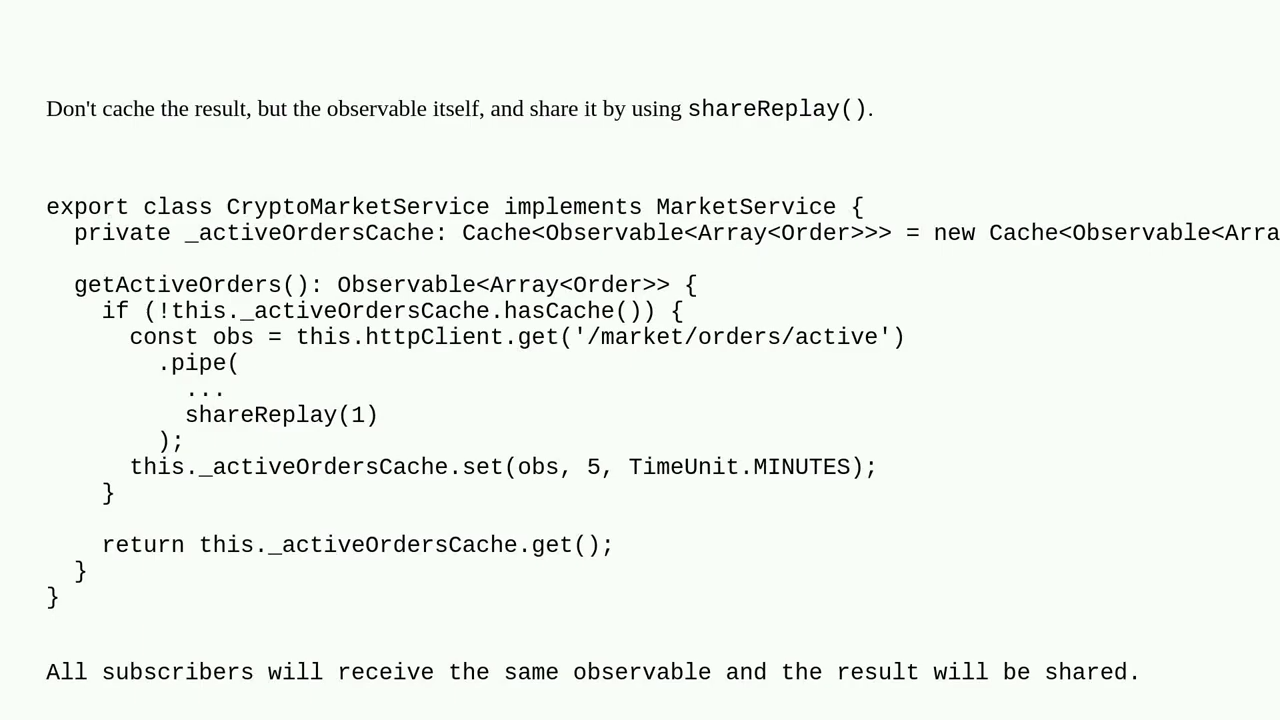 Don't cache the result, but the observable itself, and share it by using shareReplay().
export class CryptoMarketService implements MarketService {
  private _activeOrdersCache: Cache<Observable<Array<Order>>> = new Cache<Observable<Arra
  getActiveOrders(): Observable<Array<Order>> {
    if (!this._activeOrdersCache.hasCache()) {
      const obs = this.httpClient.get('/market/orders/active')
        .pipe(
          ...
          shareReplay(1)
        );
      this._activeOrdersCache.set(obs, 5, TimeUnit.MINUTES);
    }
    return this._activeOrdersCache.get();
  }
}
All subscribers will receive the same observable and the result will be shared.